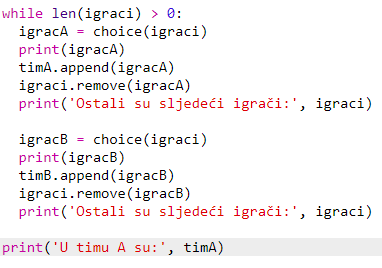 while len(igraci) > 0:
  igracA = choice(igraci)
  print(igracA)
  timA.append(igracA)
  igraci.remove(igracA)
  print('Ostali su sljedeći igrači:', igraci)

  igracB = choice(igraci)
  print(igracB)
  timB.append(igracB)
  igraci.remove(igracB)
  print('Ostali su sljedeći igrači:', igraci)

print('U timu A su:', timA)